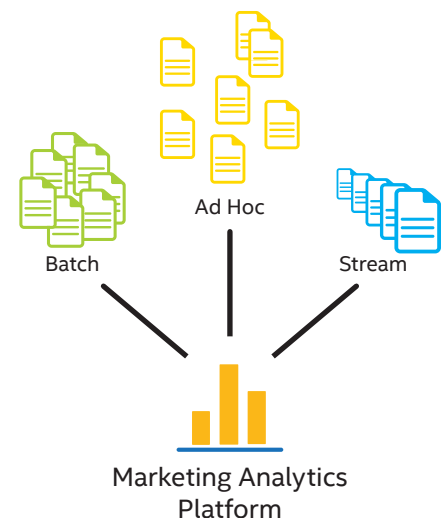 Ad Hoc
Batch
Stream
Marketing Analytics
Platform